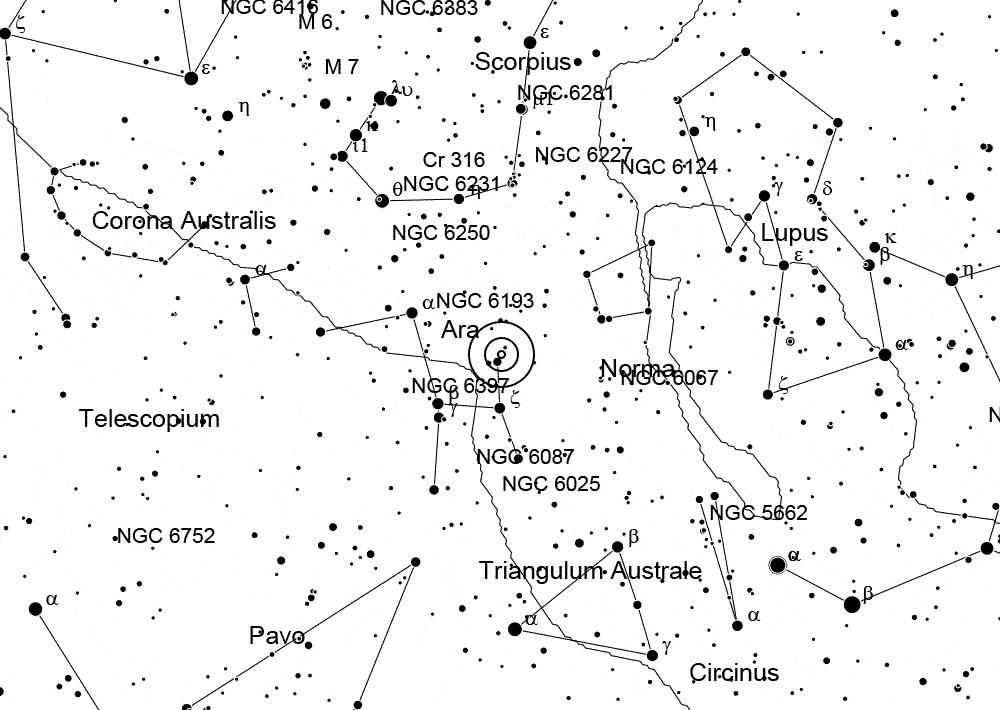 NGC 6416
NGC 6383
M 6
ζ
ε
Scorpius
M 7
ε
λυ
NGC 6281
μ1
η
κ
η
ι1
Cr 316
NGC 6227
NGC 6124
θ
NGC 6231
η
γ
δ
Corona Australis
NGC 6250
Lupus
κ
β
ε
α
η
α
NGC 6193
Ara
α
Norma
NGC 6067
NGC 6397
β
ζ
ζ
γ
Telescopium
N
NGC 6087
NGC 6025
NGC 5662
NGC 6752
β
α
Triangulum Australe
ε
β
α
α
α
Pavo
γ
Circinus